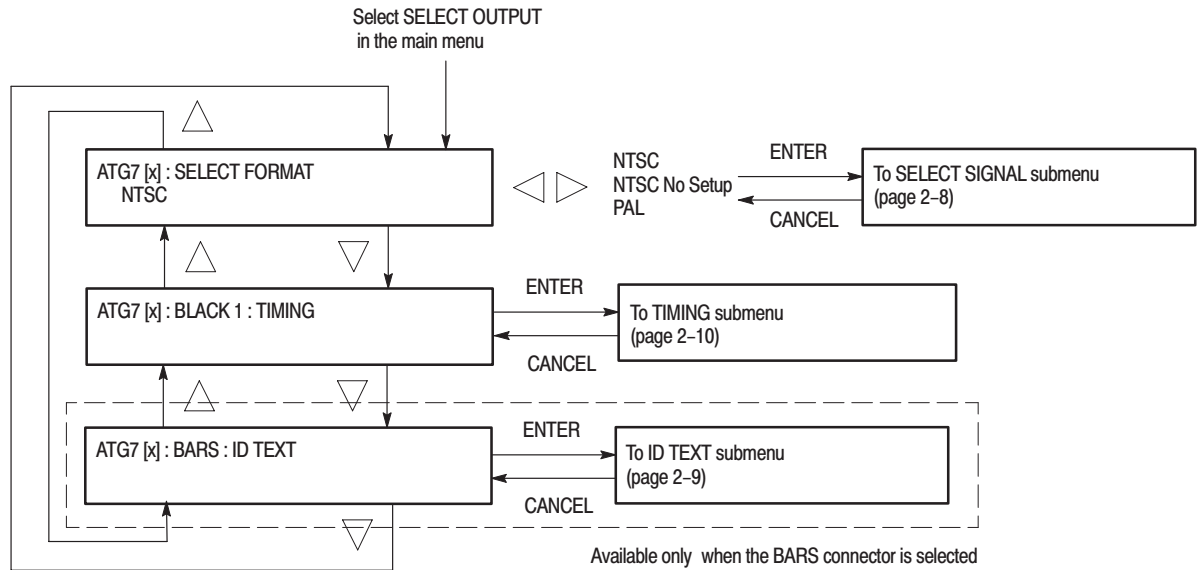 Select SELECT OUTPUT
in the main menu
ATG7 [x] : SELECT FORMAT
NTSC
NTSC
NTSC No Setup
PAL
ENTER
CANCEL
To SELECT SIGNAL submenu
(page 2–8)
ATG7 [x] : BLACK 1 : TIMING
ENTER
CANCEL
To TIMING submenu
(page 2–10)
ATG7 [x] : BARS : ID TEXT
ENTER
CANCEL
To ID TEXT submenu
(page 2–9)
Available only when the BARS connector is selected